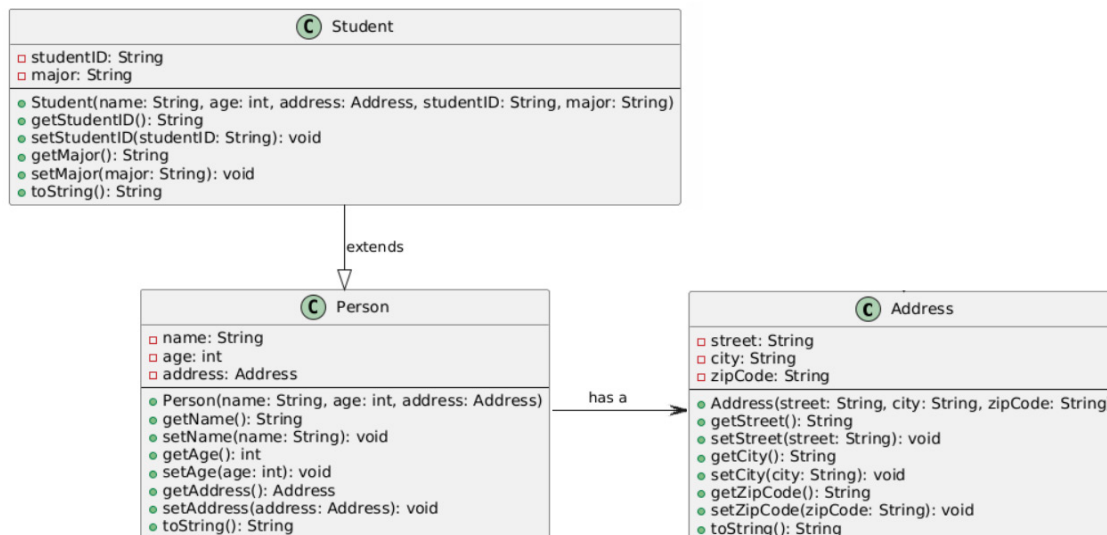 C Student
studentID: String
major: String
Student(name: String, age: int, address: Address, studentID: String, major: String)
getStudentID(): String
setStudentID(studentID: String): void
getMajor(): String
setMajor(major: String): void
toString(): String
extends
C Person
name: String
age: int
address: Address
Person(name: String, age: int, address: Address)
getName(): String
setName(name: String): void
getAge(): int
setAge(age: int): void
getAddress(): Address
setAddress(address: Address): void
toString(): String
has a
C Address
street: String
city: String
zipCode: String
Address(street: String, city: String, zipCode: String
getStreet(): String
setStreet(street: String): void
getCity(): String
setCity(city: String): void
getZipCode(): String
setZipCode(zipCode: String): void
toString(): String